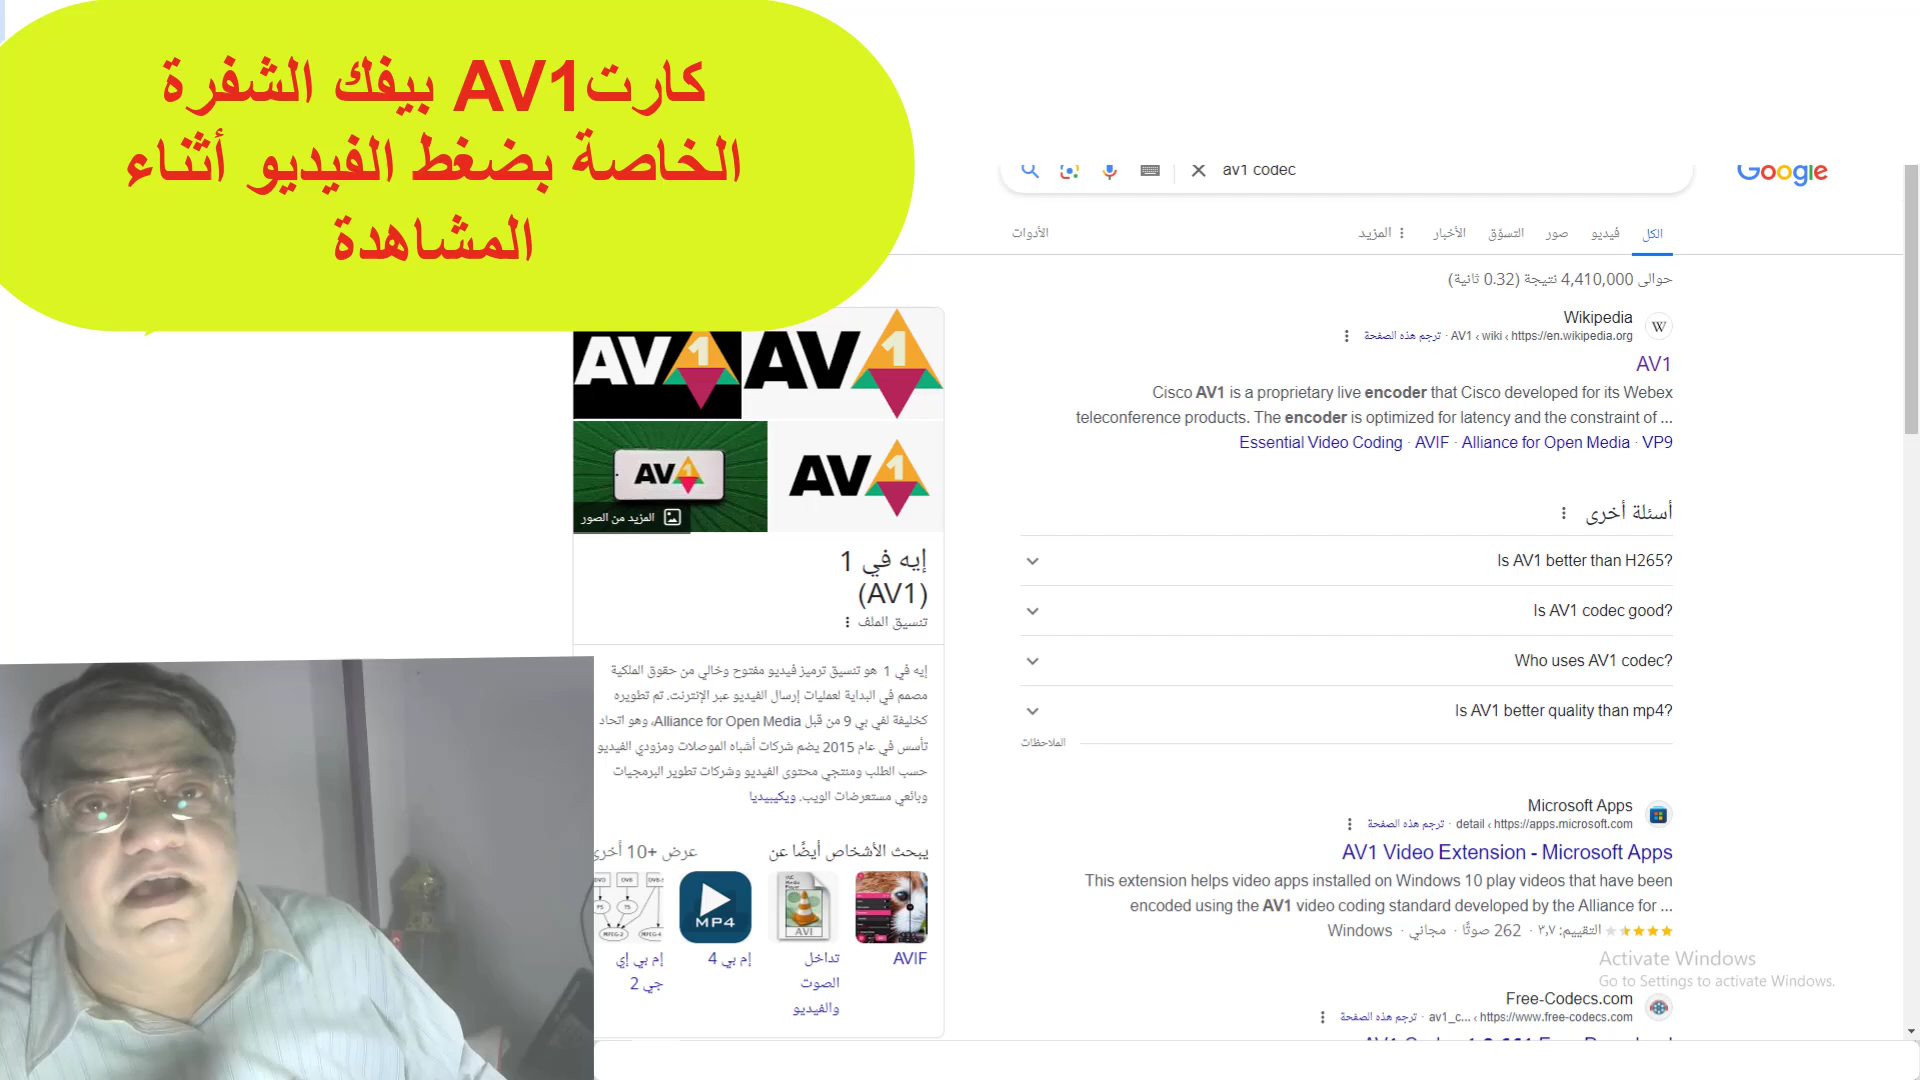 كارتAV1 بيفك الشفرة
الخاصة بضغط الفيديو أثناء
المشاهدة
av1 codec
Google
الكل
فيديو
صور
التسوّق
الأخبار
المزيد
الأدوات
حوالى 4,410,000 نتيجة (0.32 ثانية)
W
Wikipedia
https://en.wikipedia.org › wiki › AV1 · ترجم هذه الصفحة
AV1
Cisco AV1 is a proprietary live encoder that Cisco developed for its Webex
teleconference products. The encoder is optimized for latency and the constraint of ...
Essential Video Coding · AVIF · Alliance for Open Media · VP9
أسئلة أخرى
Is AV1 better than H265?
Is AV1 codec good?
Who uses AV1 codec?
Is AV1 better quality than mp4?
الملاحظات
Microsoft Apps
https://apps.microsoft.com › detail · ترجم هذه الصفحة
AV1 Video Extension - Microsoft Apps
This extension helps video apps installed on Windows 10 play videos that have been
encoded using the AV1 video coding standard developed by the Alliance for ...
التقييم: ٣,٧ · 262 صوتًا · مجاني · Windows
Activate Windows
Go to Settings to activate Windows.
Free-Codecs.com
https://www.free-codecs.com › av1_c... · ترجم هذه الصفحة
AV1
AV1
AV1
AV1
المزيد من الصور
إيه في 1
(AV1)
تنسيق الملف
إيه في 1 هو تنسيق ترميز فيديو مفتوح وخالي من حقوق الملكية
مصمم في البداية لعمليات إرسال الفيديو عبر الإنترنت. تم تطويره
كخليفة لفي بي 9 من قبل Alliance for Open Media، وهو اتحاد
تأسس في عام 2015 يضم شركات أشباه الموصلات ومزودي الفيديو
حسب الطلب ومنتجي محتوى الفيديو وشركات تطوير البرمجيات
وبائعي مستعرضات الويب. ويكيبيديا
يبحث الأشخاص أيضًا عن
عرض +10 أخرى
AVI
MP4
AVIF
تداخل
الصوت
والفيديو
إم بي 4
إم بي إي
جي 2